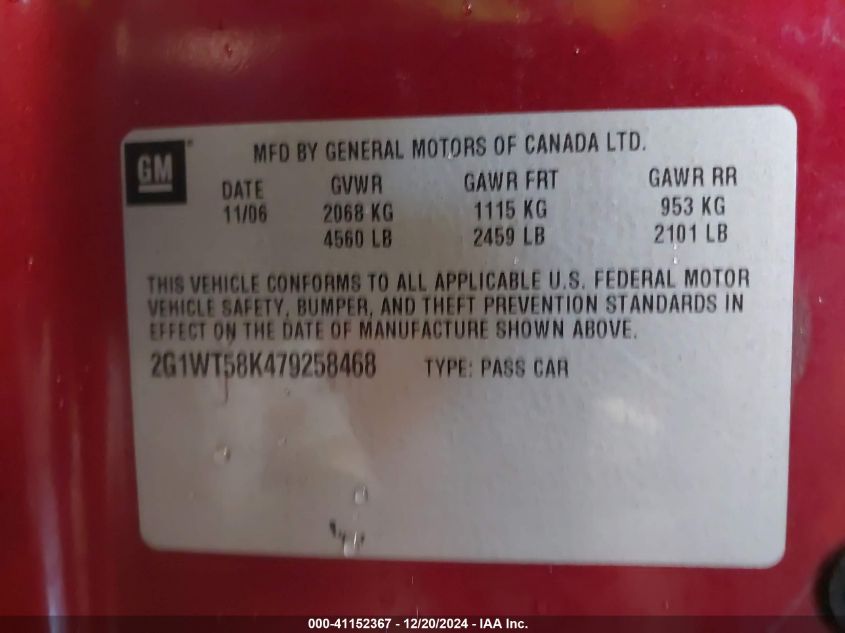 GM
MFD BY GENERAL MOTORS OF CANADA LTD.
DATE GVWR GAWR FRT GAWR RR
11/06 2068 KG 1115 KG 953 KG
4560 LB 2459 LB 2101 LB
THIS VEHICLE CONFORMS TO ALL APPLICABLE U.S. FEDERAL MOTOR
VEHICLE SAFETY, BUMPER, AND THEFT PREVENTION STANDARDS IN
EFFECT ON THE DATE OF MANUFACTURE SHOWN ABOVE.
2G1WT58K479258468 TYPE: PASS CAR
000-41152367 - 12/20/2024 - IAA Inc.